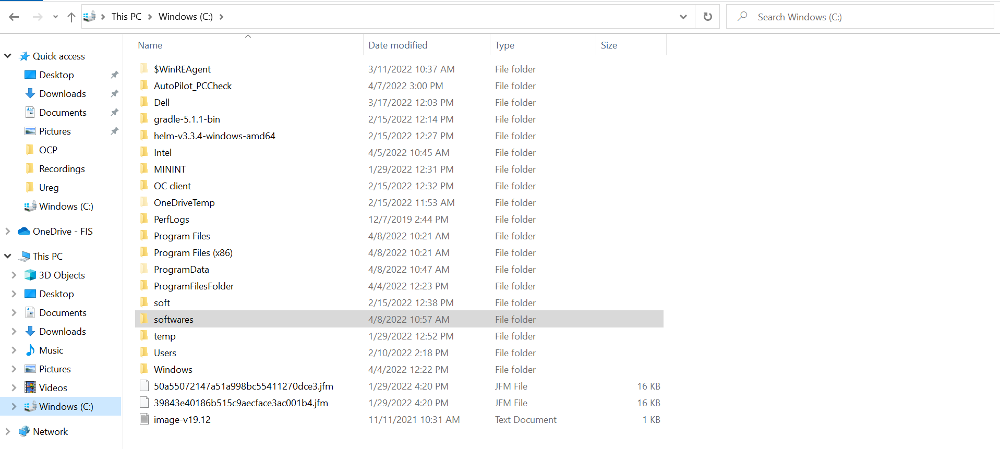 This PC > Windows (C:) >
Search Windows (C:)
Name Date modified Type Size
Quick access
Desktop
Downloads
Documents
Pictures
OCP
Recordings
Ureg
Windows (C:)
OneDrive - FIS
This PC
3D Objects
Desktop
Documents
Downloads
Music
Pictures
Videos
Windows (C:)
Network
$WinREAgent 3/11/2022 10:37 AM File folder
AutoPilot_PCCheck 4/7/2022 3:00 PM File folder
Dell 3/17/2022 12:03 PM File folder
gradle-5.1.1-bin 2/15/2022 12:14 PM File folder
helm-v3.3.4-windows-amd64 2/15/2022 12:27 PM File folder
Intel 4/5/2022 10:45 AM File folder
MININT 1/29/2022 12:31 PM File folder
OC client 2/15/2022 12:32 PM File folder
OneDriveTemp 2/15/2022 11:53 AM File folder
PerfLogs 12/7/2019 2:44 PM File folder
Program Files 4/8/2022 10:21 AM File folder
Program Files (x86) 4/8/2022 10:21 AM File folder
ProgramData 4/8/2022 10:47 AM File folder
ProgramFilesFolder 4/4/2022 12:23 PM File folder
soft 2/15/2022 12:38 PM File folder
softwares 4/8/2022 10:57 AM File folder
temp 1/29/2022 12:52 PM File folder
Users 2/10/2022 2:18 PM File folder
Windows 4/4/2022 12:22 PM File folder
50a55072147a51a998bc55411270dce3.jfm 1/29/2022 4:20 PM JFM File 16 KB
39843e40186b515c9aecface3ac001b4.jfm 1/29/2022 4:20 PM JFM File 16 KB
image-v19.12 11/11/2021 10:31 AM Text Document 1 KB